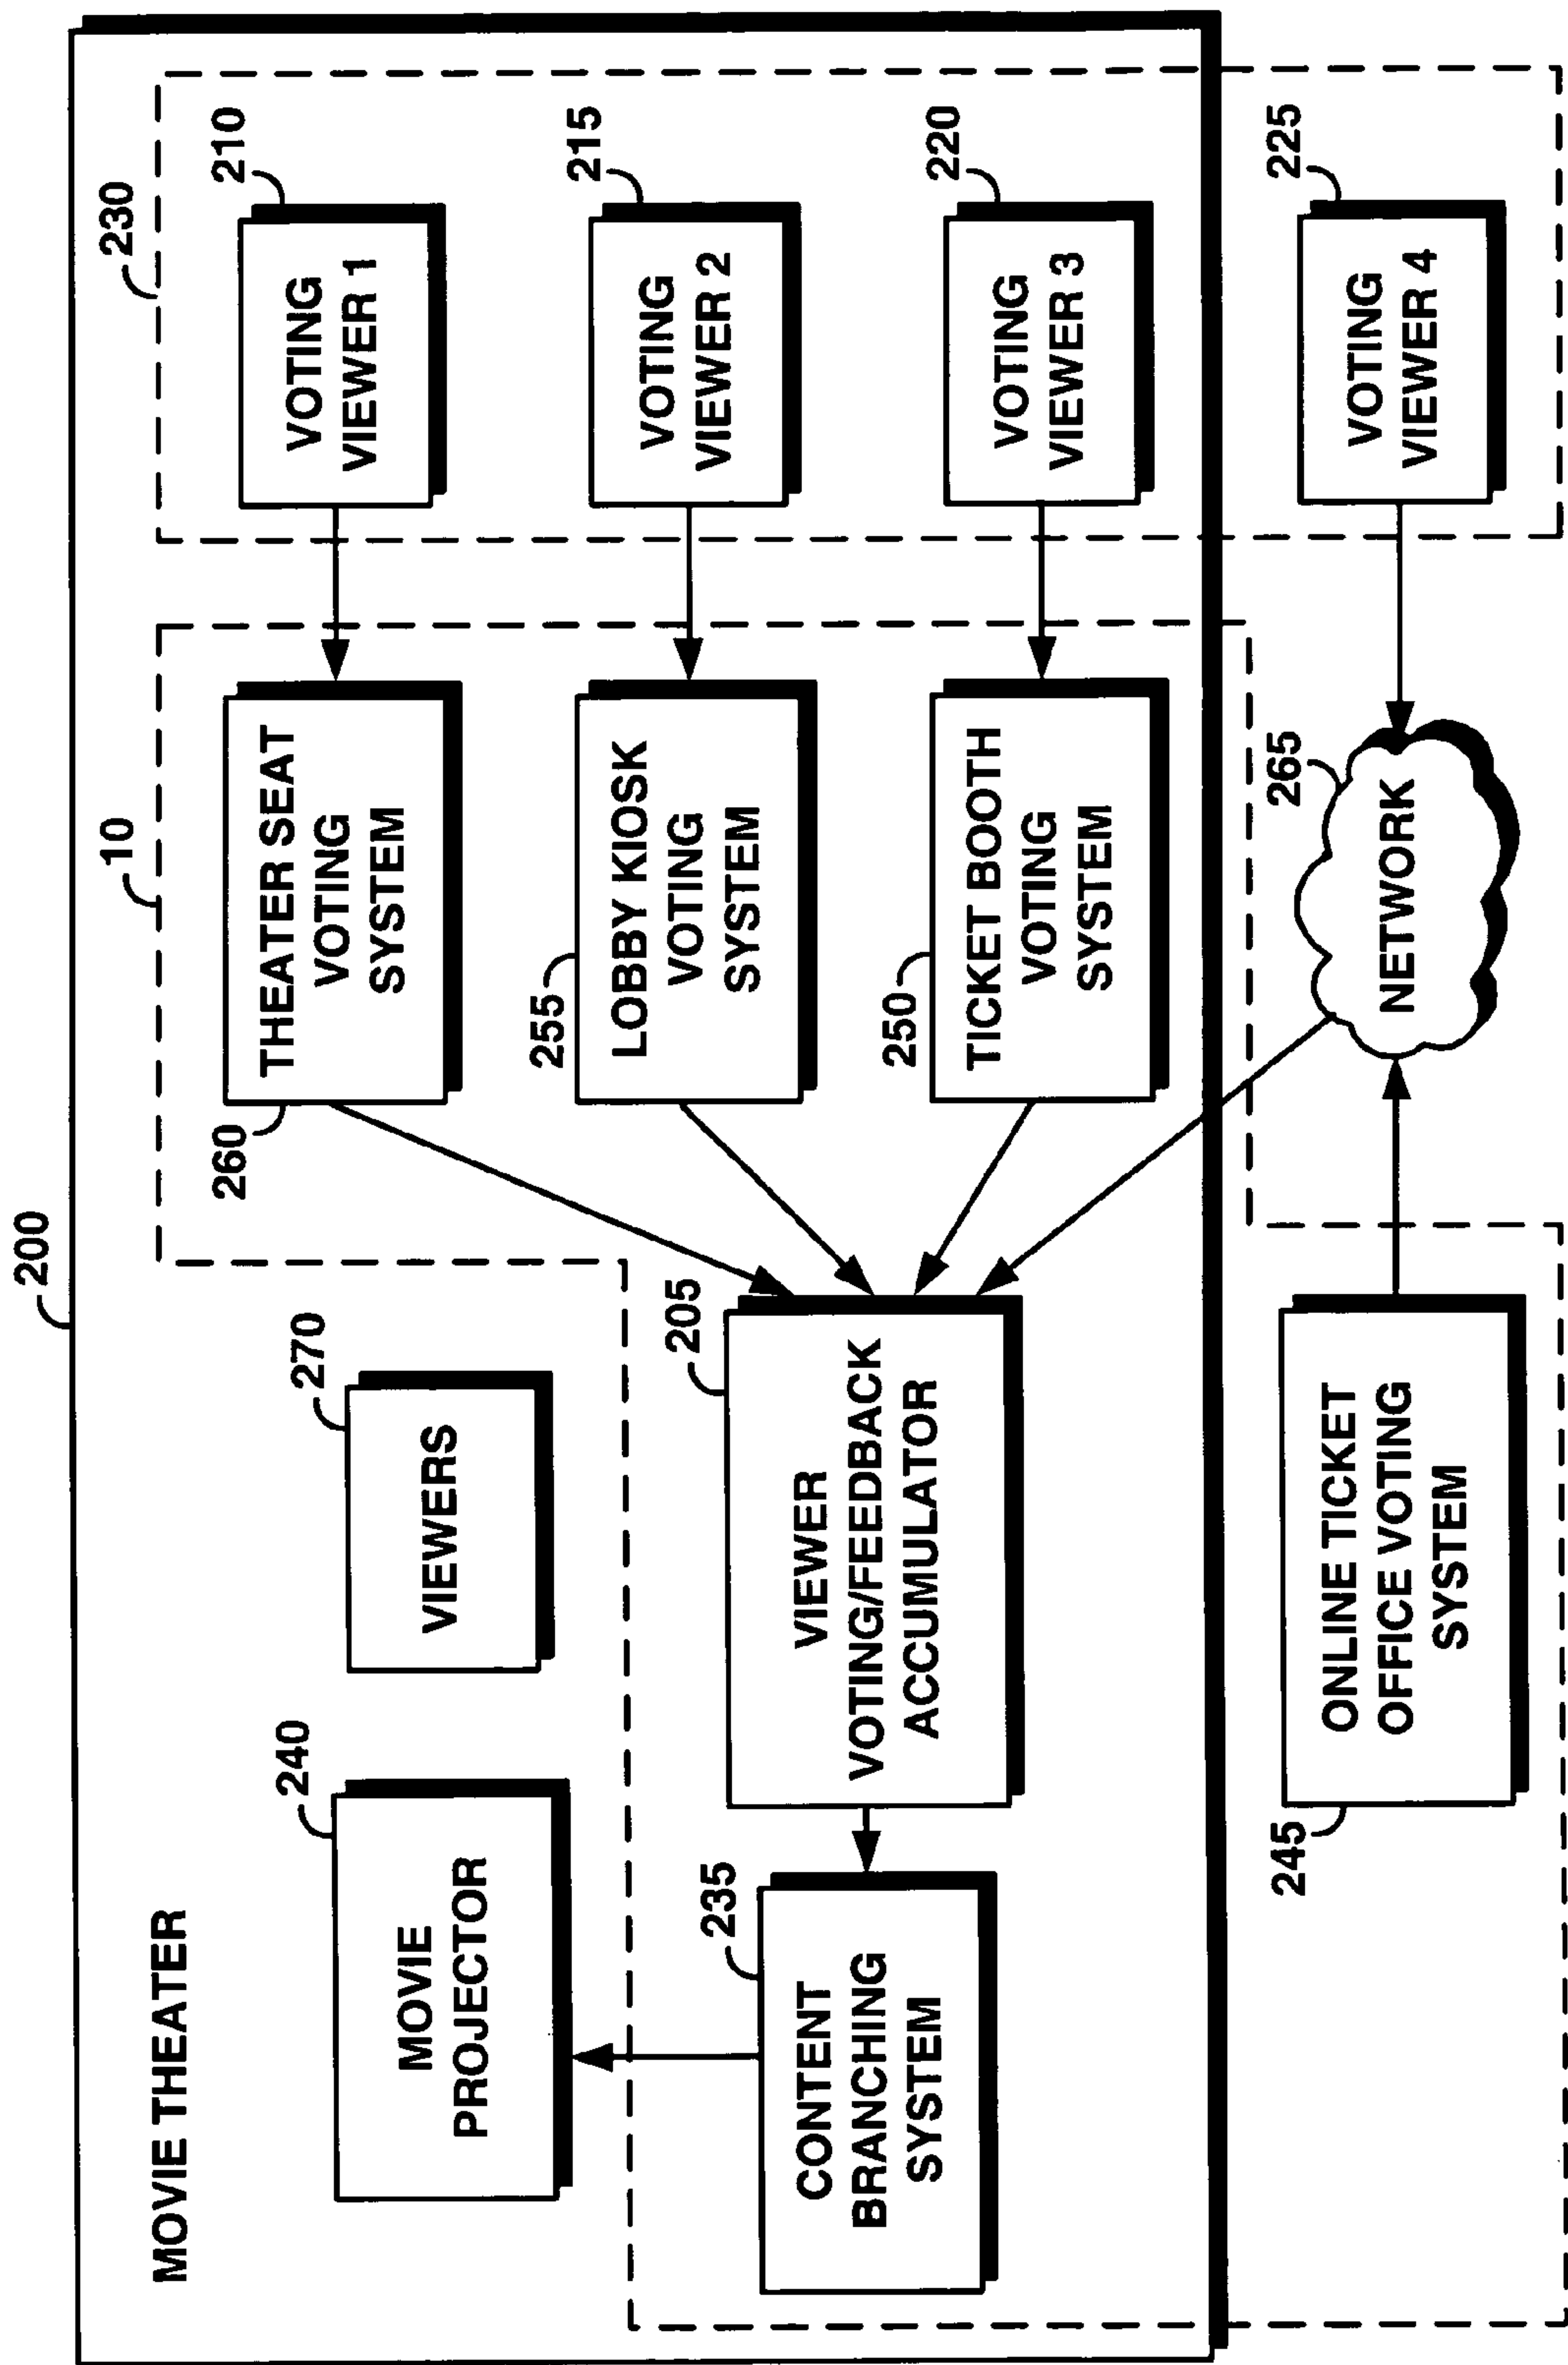 200
MOVIE THEATER
240
MOVIE
PROJECTOR
270
VIEWERS
10
260
THEATER SEAT
VOTING
SYSTEM
230
210
VOTING
VIEWER 1
255
LOBBY KIOSK
VOTING
SYSTEM
215
VOTING
VIEWER 2
235
CONTENT
BRANCHING
SYSTEM
205
VIEWER
VOTING/FEEDBACK
ACCUMULATOR
250
TICKET BOOTH
VOTING
SYSTEM
220
VOTING
VIEWER 3
245
ONLINE TICKET
OFFICE VOTING
SYSTEM
265
NETWORK
225
VOTING
VIEWER 4